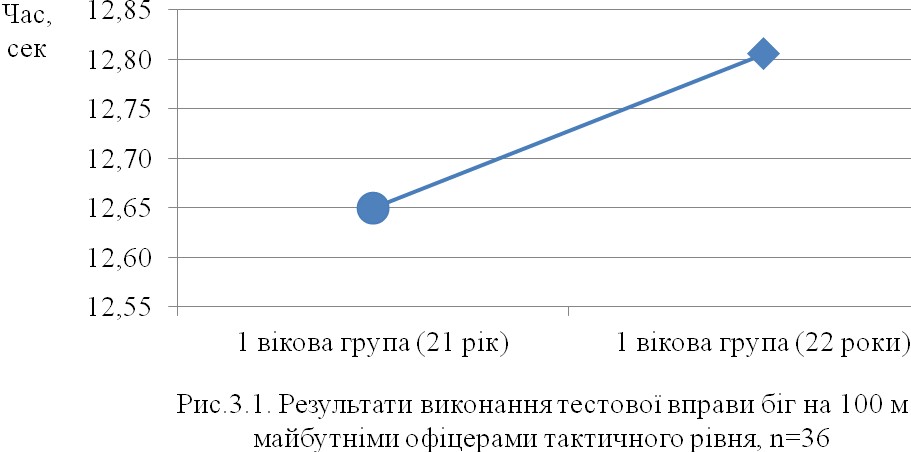 Час,
сек
12,85
12,80
12,75
12,70
12,65
12,60
12,55
1 вікова група (21 рік)
1 вікова група (22 роки)
Рис.3.1. Результати виконання тестової вправи біг на 100 м
майбутніми офіцерами тактичного рівня, n=36